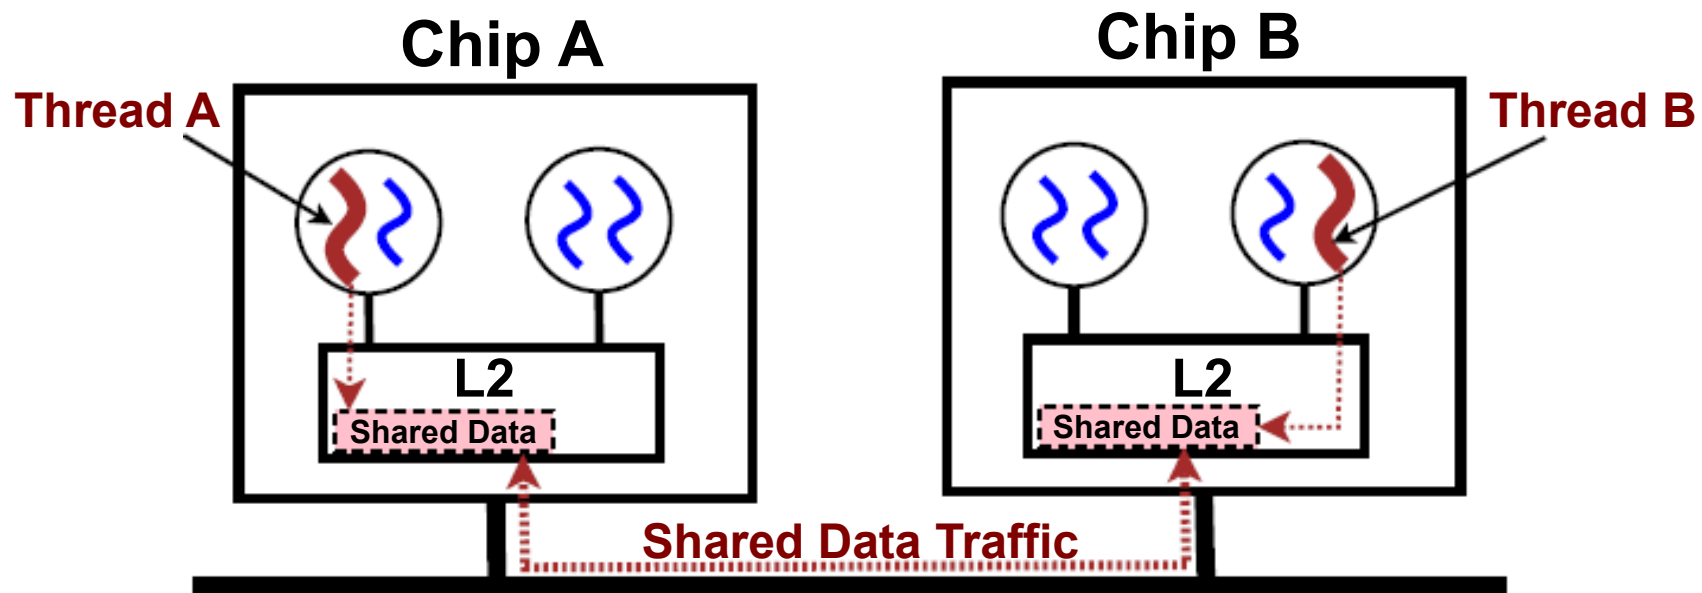 Chip A
Chip B
Thread A
Thread B
L2
L2
Shared Data
Shared Data
Shared Data Traffic